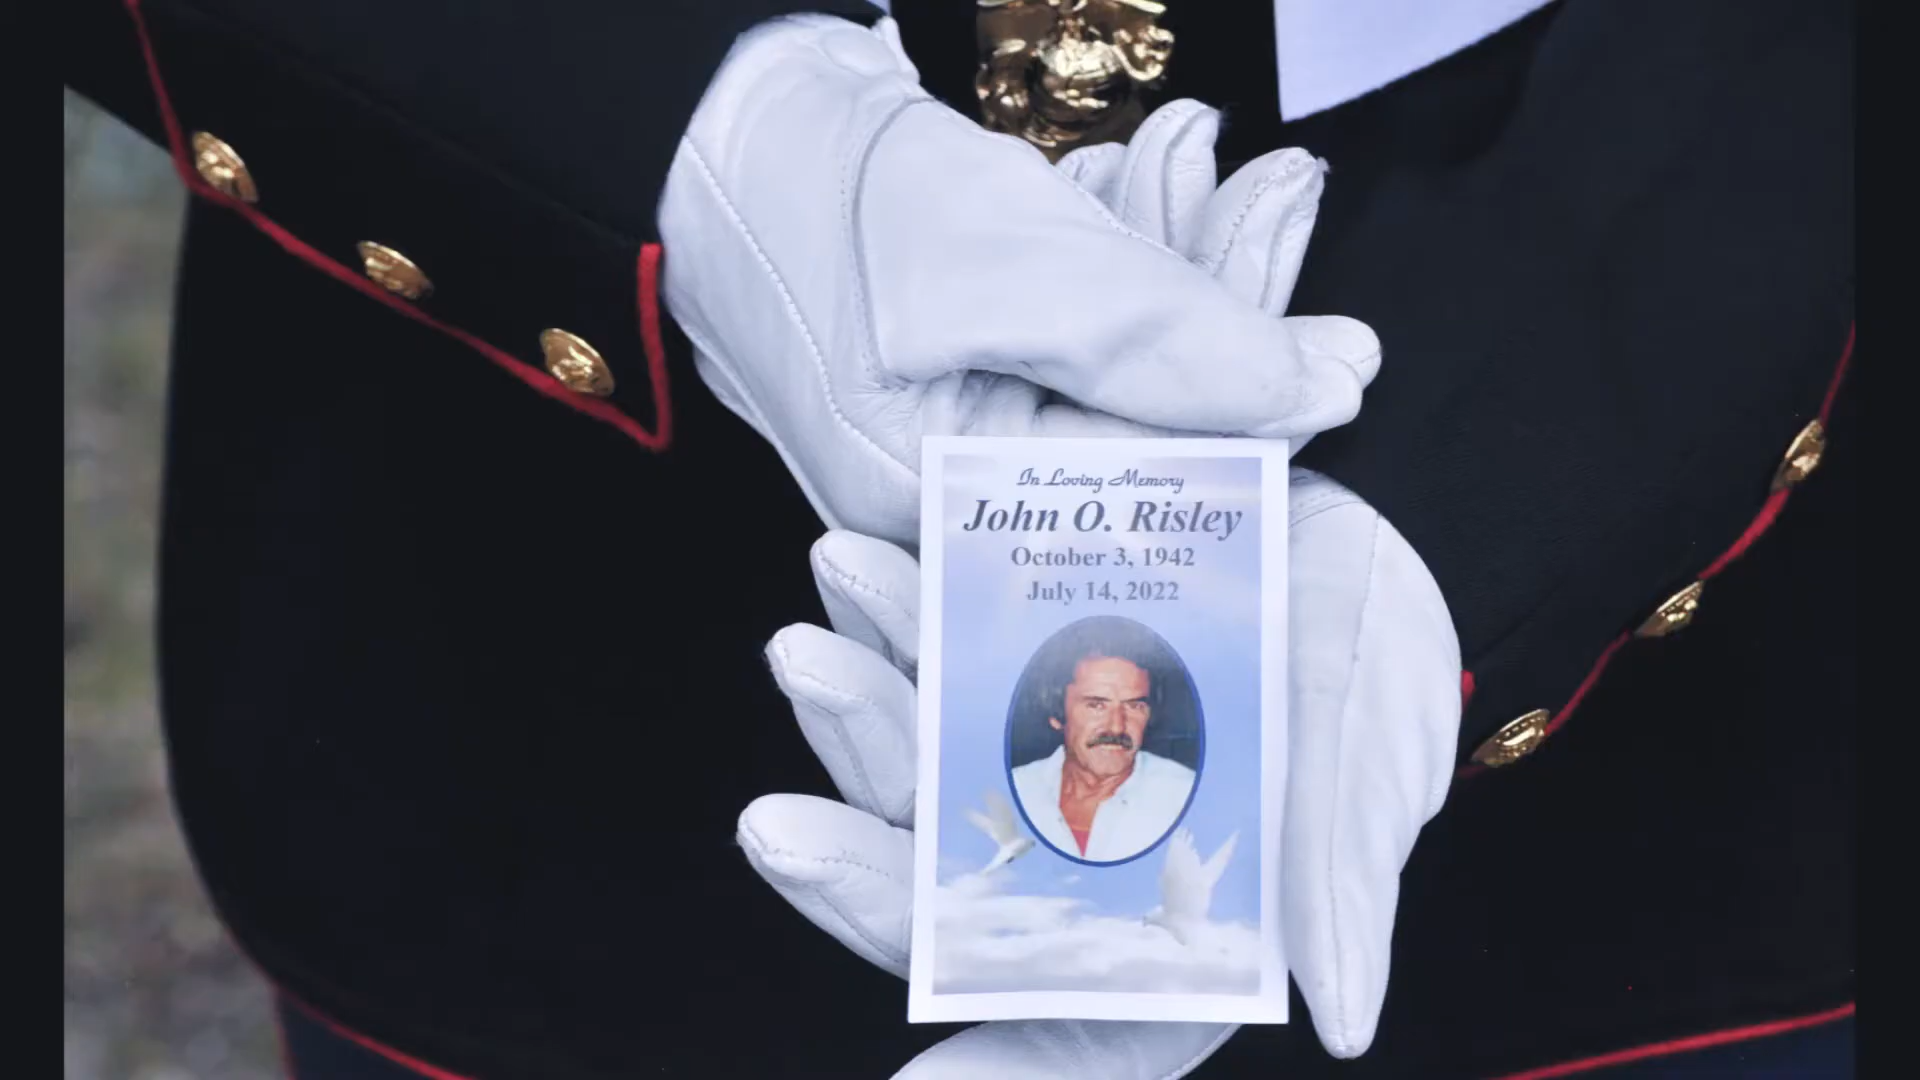 In Loving Memory
John O. Risley
October 3, 1942
July 14, 2022